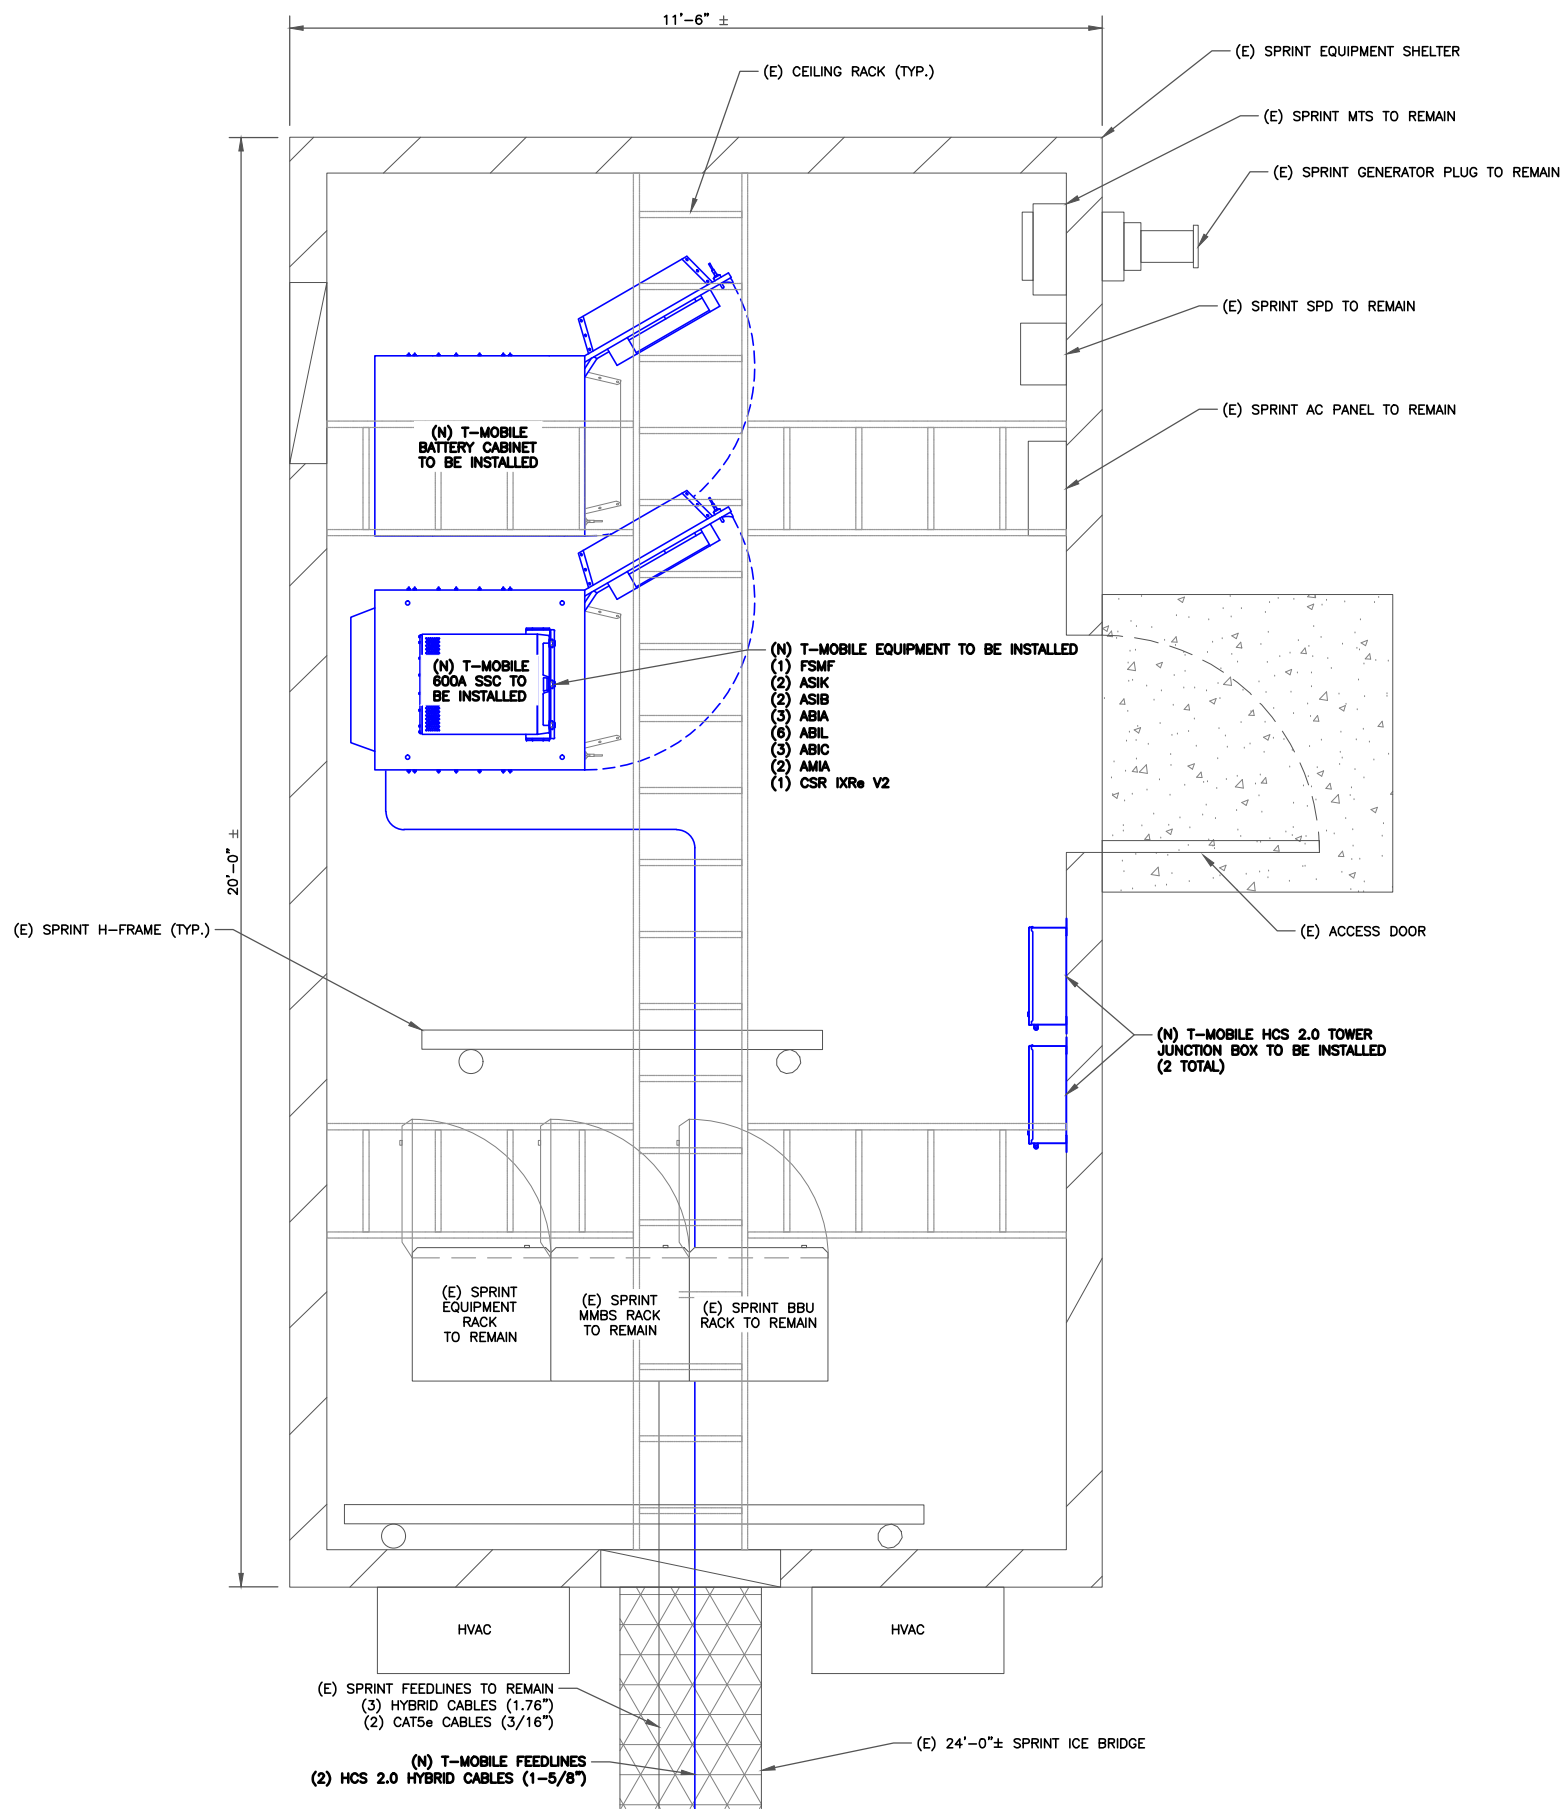 11'-6" ±
(E) SPRINT EQUIPMENT SHELTER
(E) CEILING RACK (TYP.)
(E) SPRINT MTS TO REMAIN
(E) SPRINT GENERATOR PLUG TO REMAIN
(E) SPRINT SPD TO REMAIN
(E) SPRINT AC PANEL TO REMAIN
(N) T-MOBILE
BATTERY CABINET
TO BE INSTALLED
(N) T-MOBILE
600A SSC TO
BE INSTALLED
(N) T-MOBILE EQUIPMENT TO BE INSTALLED
(1) FSMF
(2) ASIK
(2) ASIB
(3) ABIA
(6) ABIL
(3) ABIC
(2) AMIA
(1) CSR IXRe V2
20'-0" ±
(E) SPRINT H-FRAME (TYP.)
(E) ACCESS DOOR
(N) T-MOBILE HCS 2.0 TOWER
JUNCTION BOX TO BE INSTALLED
(2 TOTAL)
(E) SPRINT
EQUIPMENT
RACK
TO REMAIN
(E) SPRINT
MMBS RACK
TO REMAIN
(E) SPRINT BBU
RACK TO REMAIN
HVAC
HVAC
(E) SPRINT FEEDLINES TO REMAIN
(3) HYBRID CABLES (1.76")
(2) CAT5e CABLES (3/16")
(E) 24'-0"± SPRINT ICE BRIDGE
(N) T-MOBILE FEEDLINES
(2) HCS 2.0 HYBRID CABLES (1-5/8")